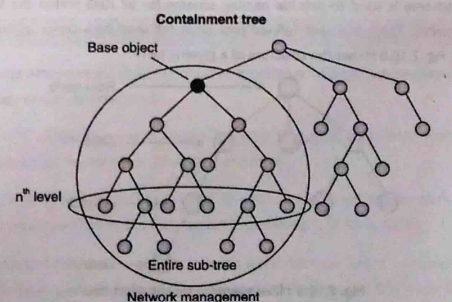 Containment tree
Base object
nth level
Entire sub-tree
Network management